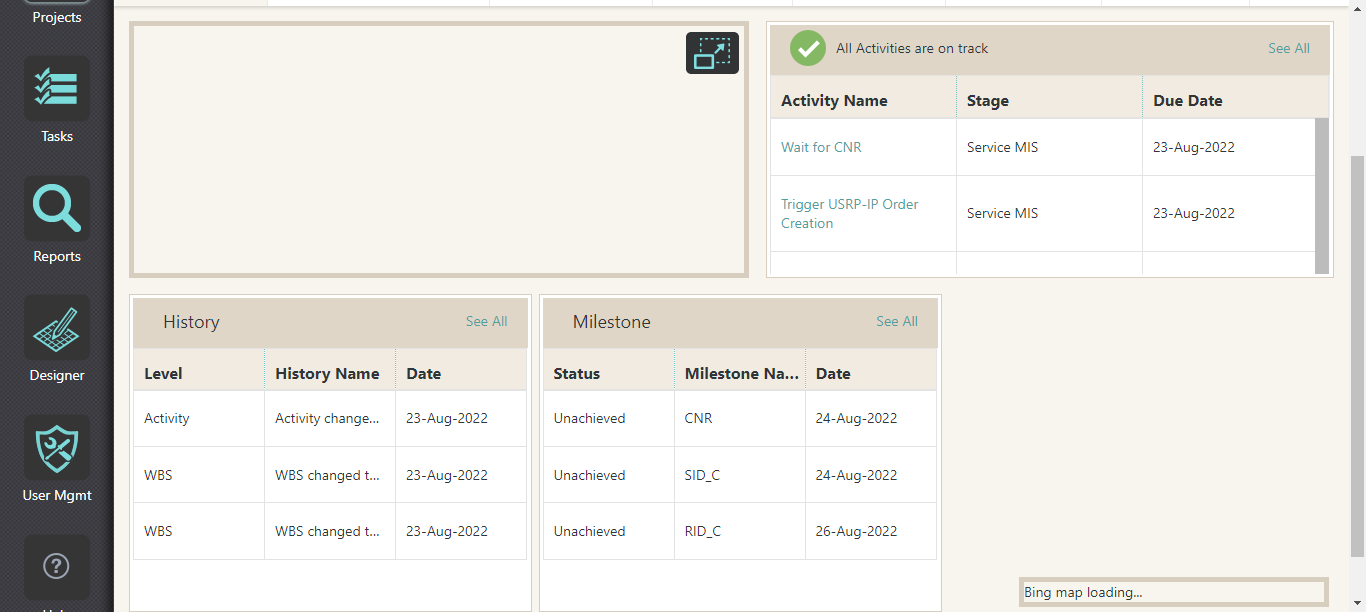 Projects
Tasks
Reports
Designer
User Mgmt
All Activities are on track
See All
Activity Name Stage Due Date
Wait for CNR Service MIS 23-Aug-2022
Trigger USRP-IP Order
Creation Service MIS 23-Aug-2022
History See All
Level History Name Date
Activity Activity change... 23-Aug-2022
WBS WBS changed t... 23-Aug-2022
WBS WBS changed t... 23-Aug-2022
Milestone See All
Status Milestone Na... Date
Unachieved CNR 24-Aug-2022
Unachieved SID_C 24-Aug-2022
Unachieved RID_C 26-Aug-2022
Bing map loading...